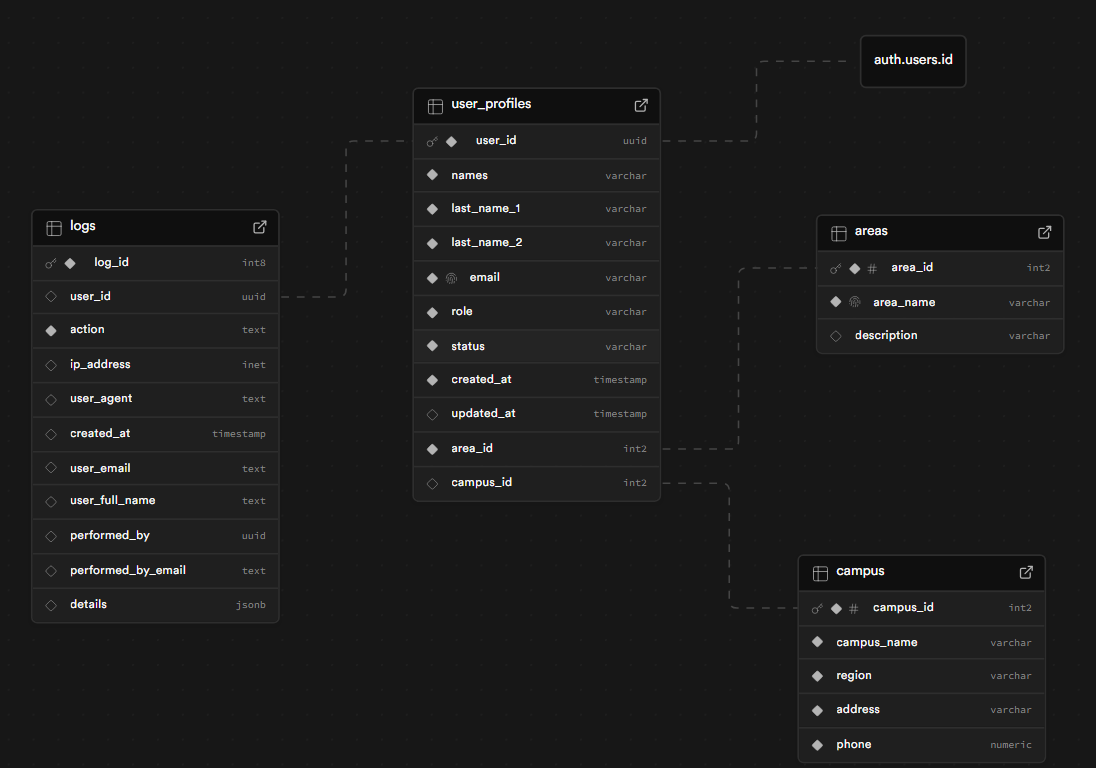 auth.users.id
user_profiles
user_id uuid
names varchar
last_name_1 varchar
last_name_2 varchar
email varchar
role varchar
status varchar
created_at timestamp
updated_at timestamp
area_id int2
campus_id int2
logs
log_id int8
user_id uuid
action text
ip_address inet
user_agent text
created_at timestamp
user_email text
user_full_name text
performed_by uuid
performed_by_email text
details jsonb
areas
# area_id int2
area_name varchar
description varchar
campus
# campus_id int2
campus_name varchar
region varchar
address varchar
phone numeric